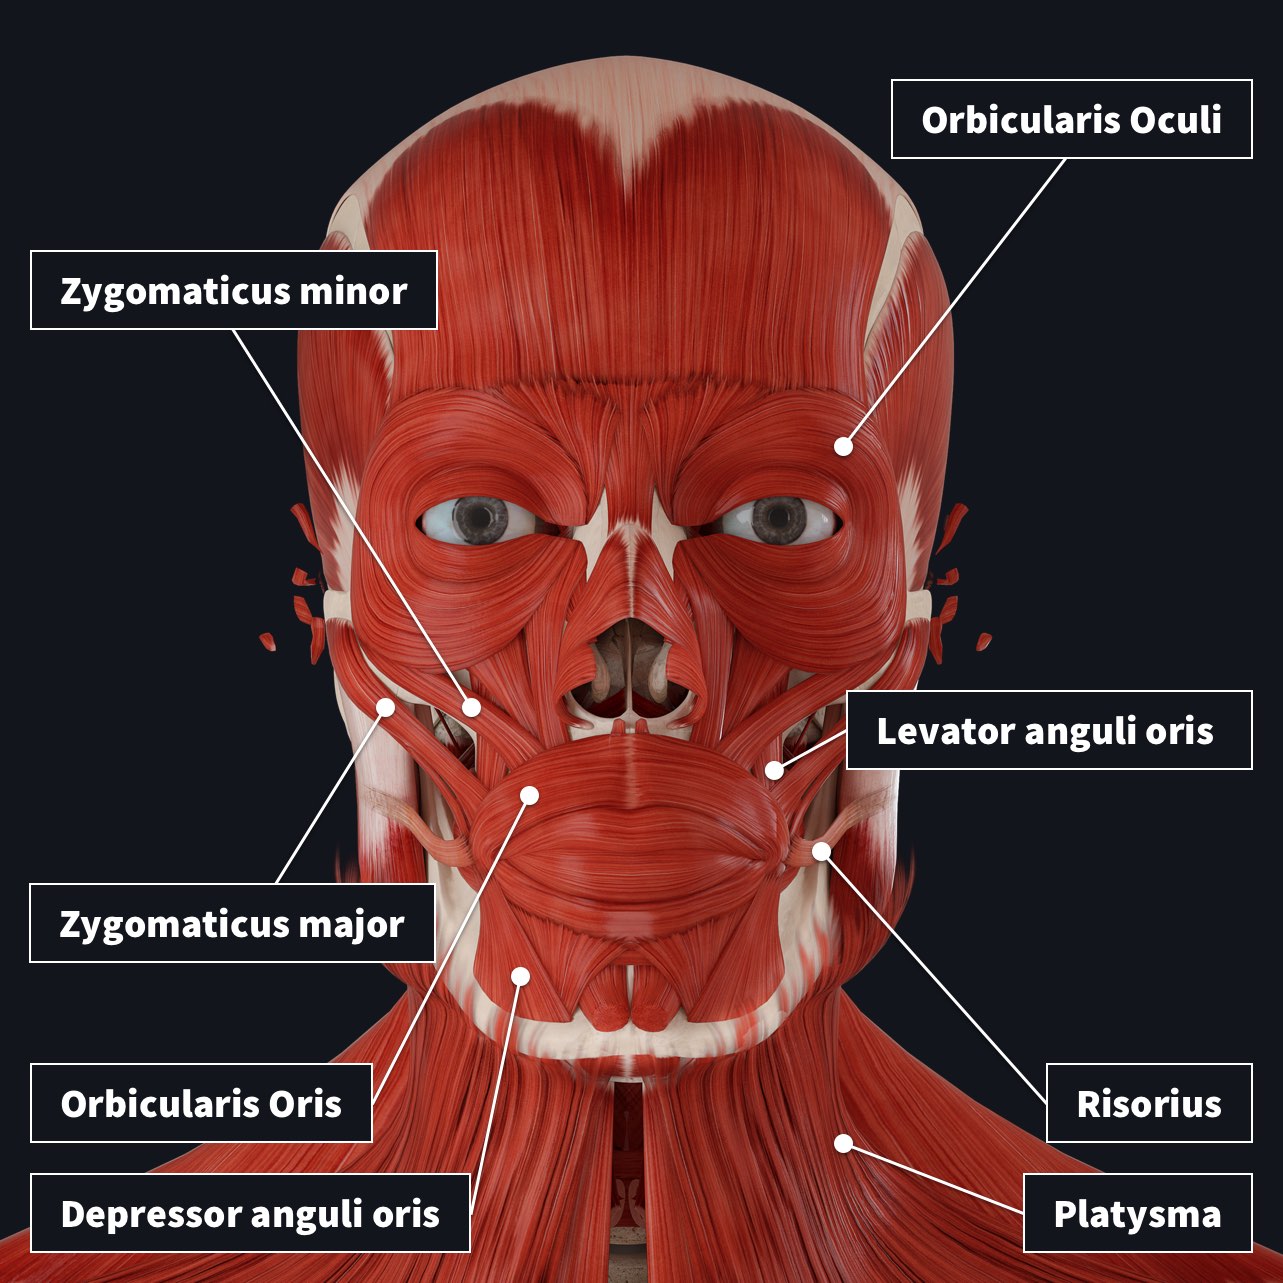 Orbicularis Oculi
Zygomaticus minor
Levator anguli oris
Zygomaticus major
Orbicularis Oris
Risorius
Depressor anguli oris
Platysma